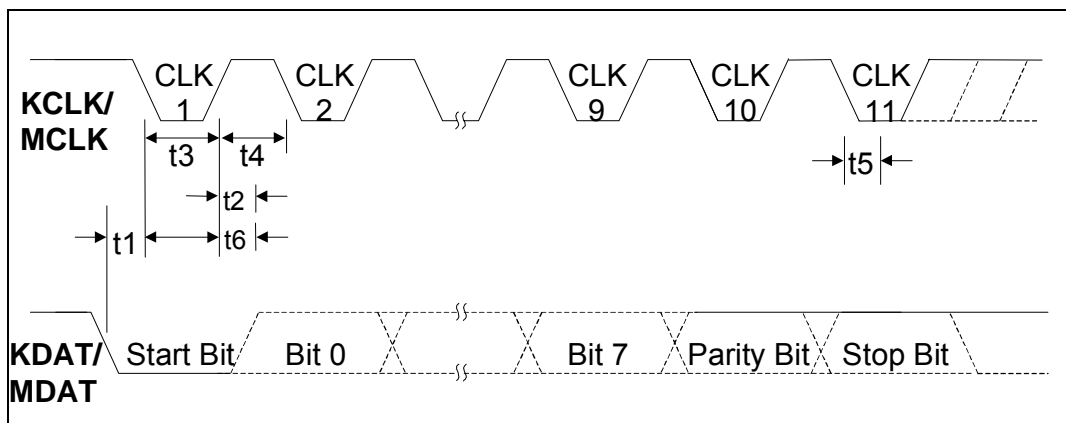 CLK CLK CLK CLK CLK
KCLK/ 1 2 9 10 11
MCLK
t3 t4 t5
t2
t1 t6
KDAT/ Start Bit Bit 0 Bit 7 Parity Bit Stop Bit
MDAT